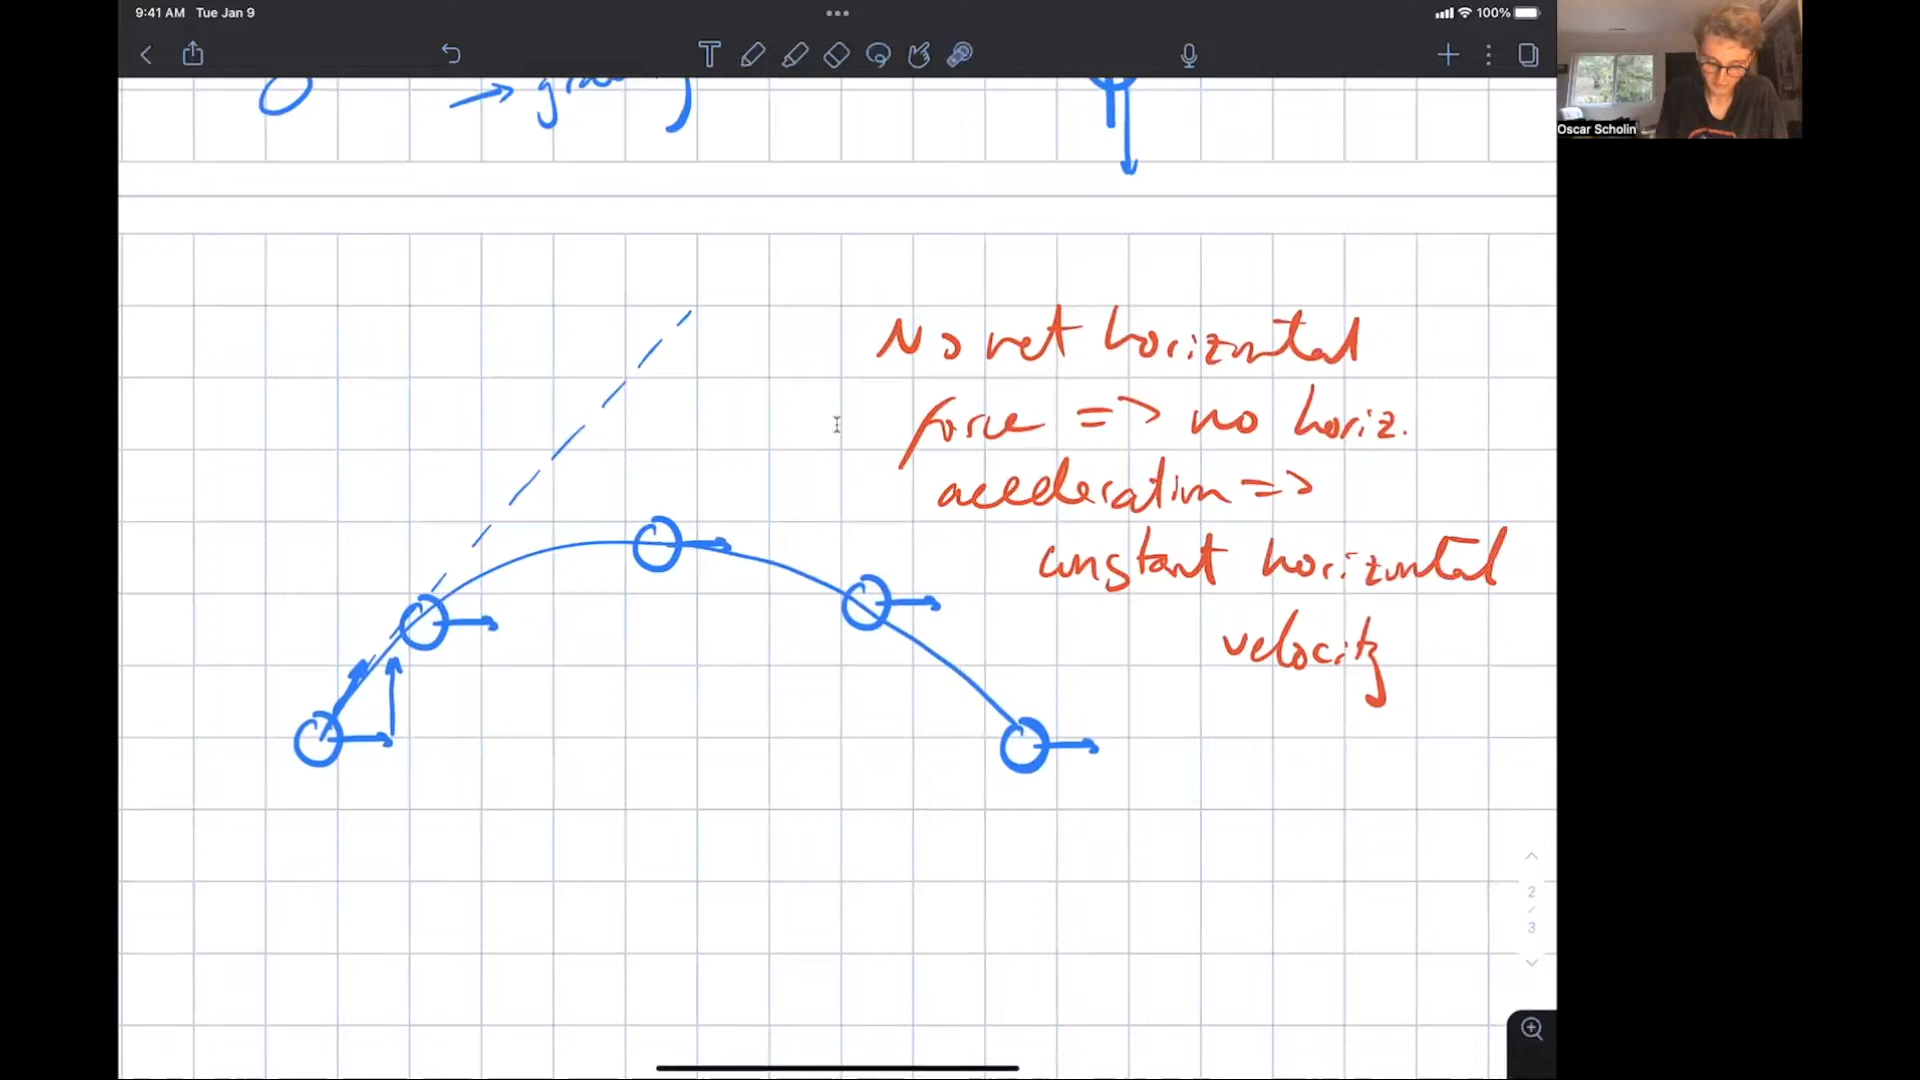 9:41 AM Tue Jan 9
100%
Oscar Scholin
No net horizontal
force => no horiz.
acceleration =>
constant horizontal
velocity
2
/
3